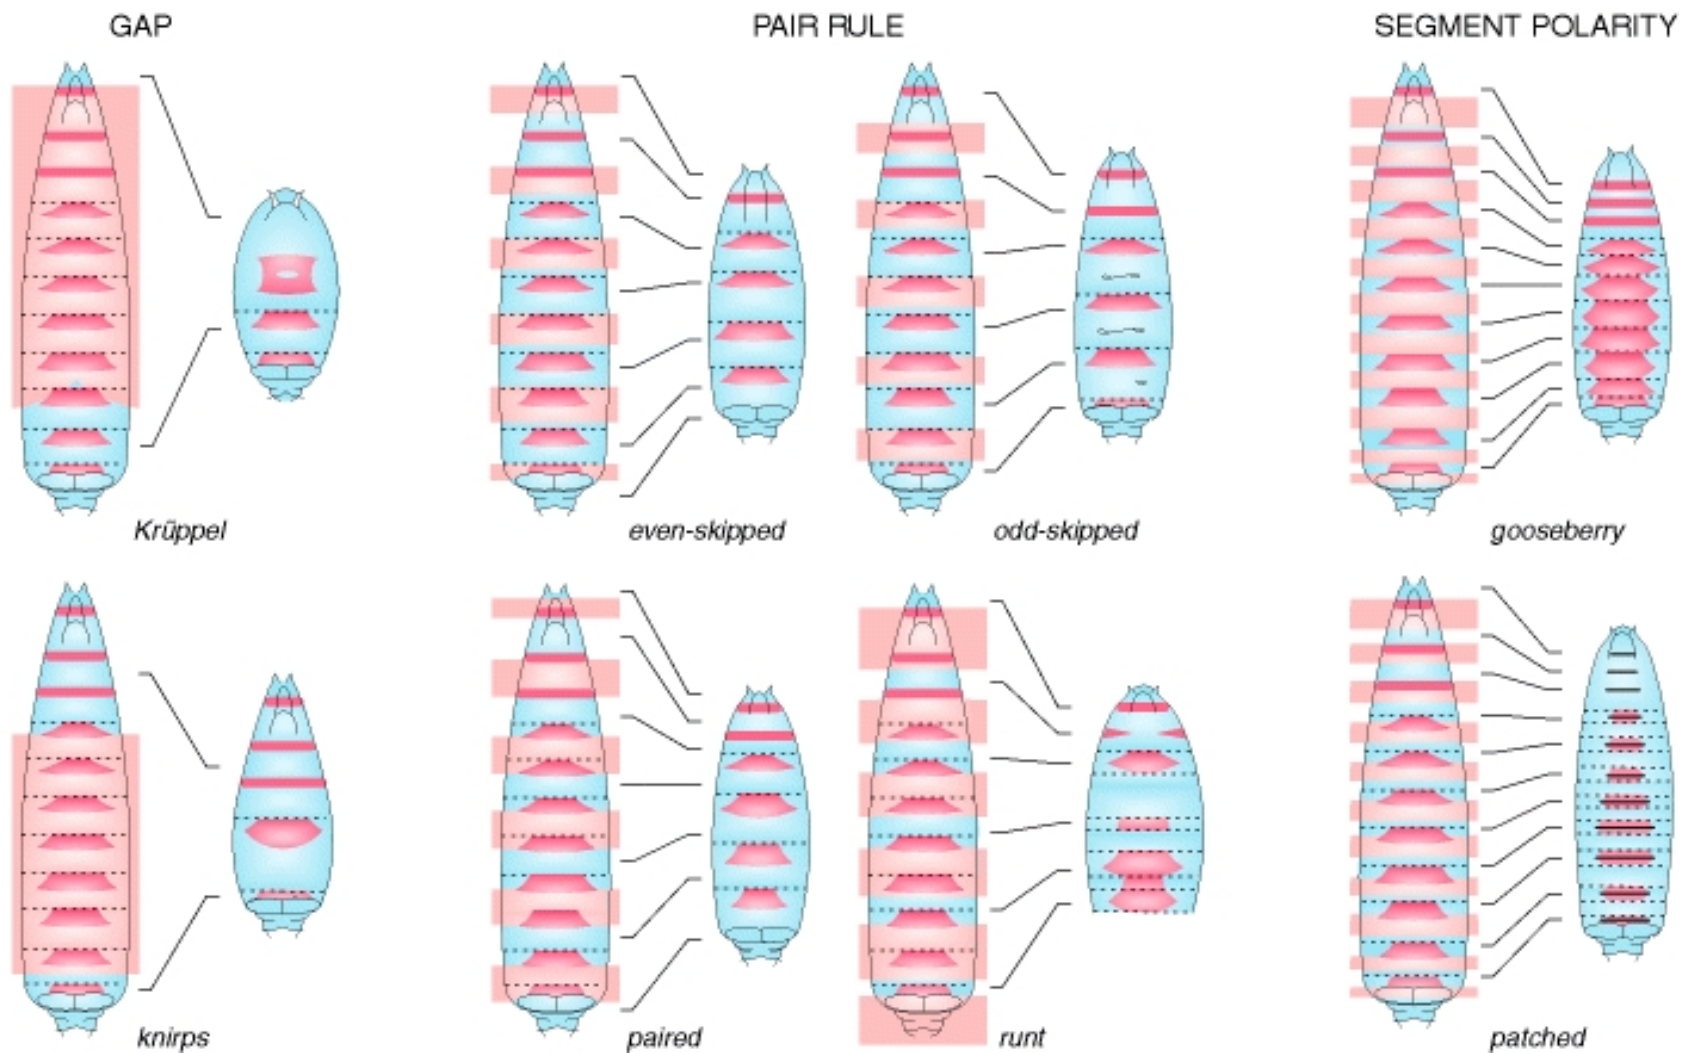 GAP
PAIR RULE
SEGMENT POLARITY
Krüppel
even-skipped
odd-skipped
gooseberry
knirps
paired
runt
patched